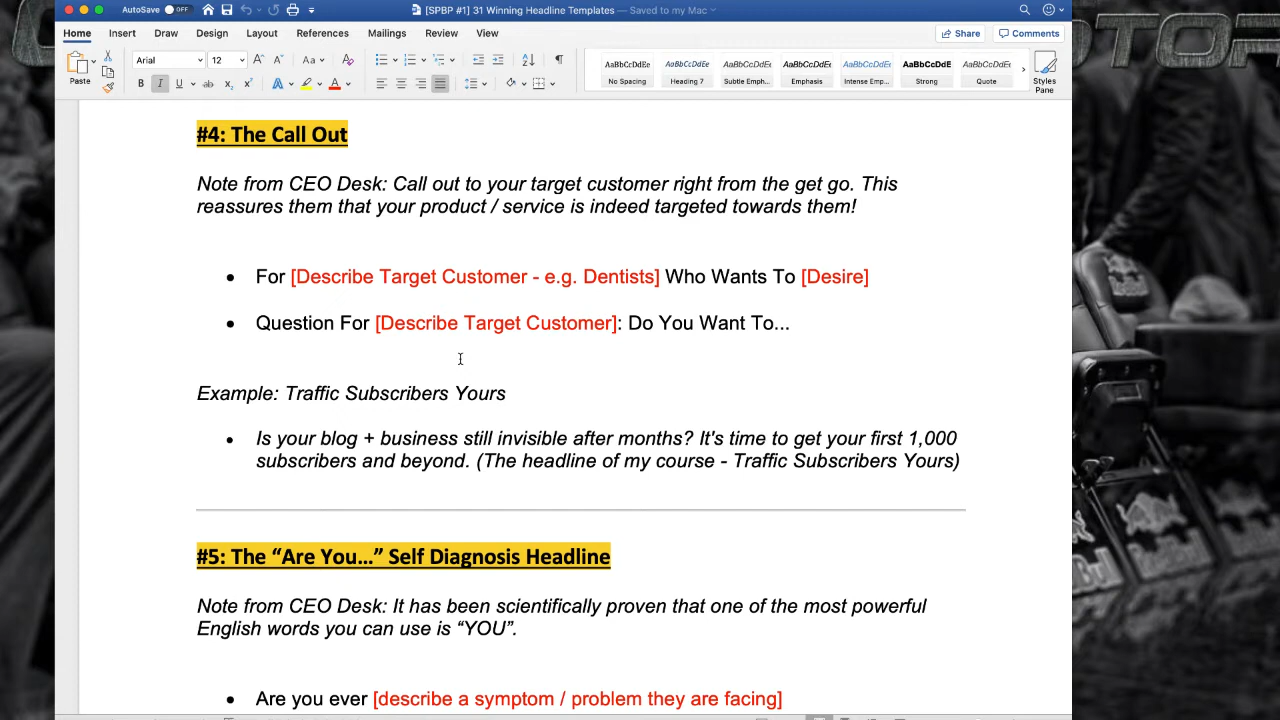 AutoSave OFF [SPBP #1] 31 Winning Headline Templates — Saved to my Mac
Home Insert Draw Design Layout References Mailings Review View Share Comments
Paste Arial 12
AaBbCcDdEe AaBbCcDdEe AaBbCcDdEe AaBbCcDdEe AaBbCcDdEe AaBbCcDdEe AaBbCcDdEe
No Spacing Heading 7 Subtle Emph... Emphasis Intense Emp... Strong Quote Styles Pane
#4: The Call Out
Note from CEO Desk: Call out to your target customer right from the get go. This
reassures them that your product / service is indeed targeted towards them!
• For [Describe Target Customer - e.g. Dentists] Who Wants To [Desire]
• Question For [Describe Target Customer]: Do You Want To...
Example: Traffic Subscribers Yours
• Is your blog + business still invisible after months? It's time to get your first 1,000
subscribers and beyond. (The headline of my course - Traffic Subscribers Yours)
#5: The “Are You…” Self Diagnosis Headline
Note from CEO Desk: It has been scientifically proven that one of the most powerful
English words you can use is “YOU”.
• Are you ever [describe a symptom / problem they are facing]